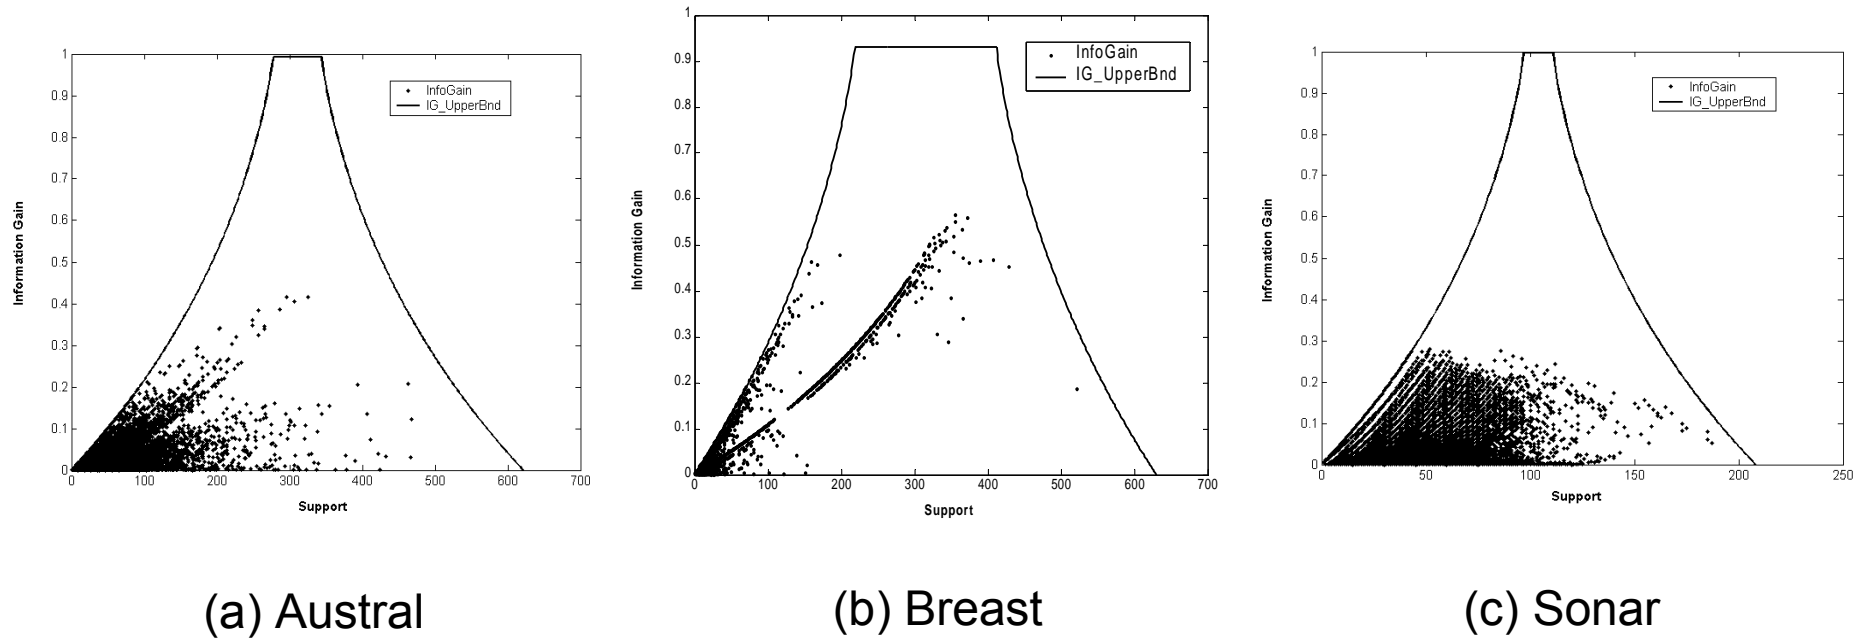 1
0.9
0.8
0.7
0.6
0.5
0.4
0.3
0.2
0.1
0
0 100 200 300 400 500 600 700
Information Gain
Support
InfoGain
IG_UpperBnd
(a) Austral
1
0.9
0.8
0.7
0.6
0.5
0.4
0.3
0.2
0.1
0
0 100 200 300 400 500 600 700
Information Gain
Support
InfoGain
IG_UpperBnd
(b) Breast
1
0.9
0.8
0.7
0.6
0.5
0.4
0.3
0.2
0.1
0
0 50 100 150 200 250
Information Gain
Support
InfoGain
IG_UpperBnd
(c) Sonar